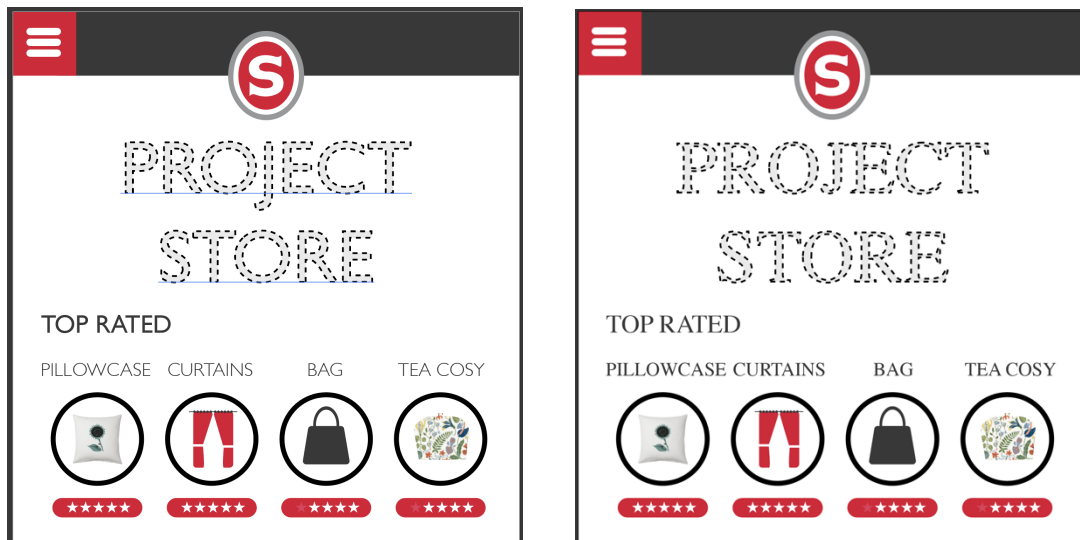 S
PROJECT
STORE
TOP RATED
PILLOWCASE CURTAINS BAG TEA COSY
S
PROJECT
STORE
TOP RATED
PILLOWCASE CURTAINS BAG TEA COSY